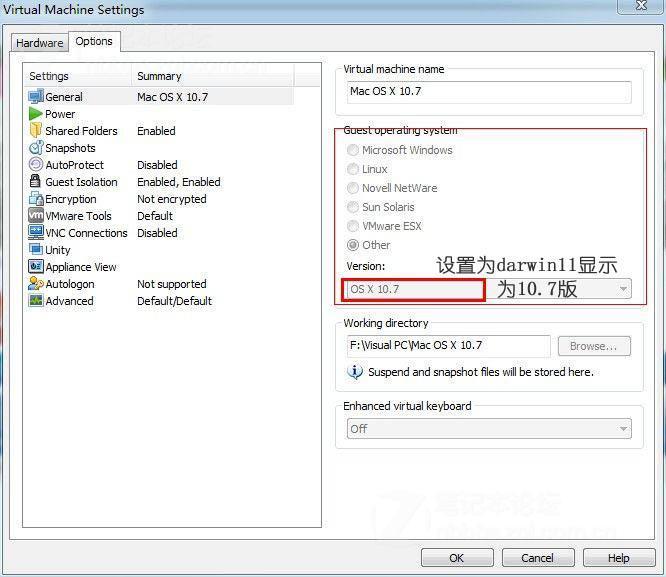 Virtual Machine Settings
Hardware Options
Settings Summary
General Mac OS X 10.7
Power
Shared Folders Enabled
Snapshots
AutoProtect Disabled
Guest Isolation Enabled, Enabled
Encryption Not encrypted
VMware Tools Default
VNC Connections Disabled
Unity
Appliance View
Autologon Not supported
Advanced Default/Default
Virtual machine name
Mac OS X 10.7
Guest operating system
Microsoft Windows
Linux
Novell NetWare
Sun Solaris
VMware ESX
Other
Version:
设置为darwin11显示
OS X 10.7 为10.7版
Working directory
F:\Visual PC\Mac OS X 10.7 Browse...
Suspend and snapshot files will be stored here.
Enhanced virtual keyboard
Off
笔记本论坛
OK Cancel Help